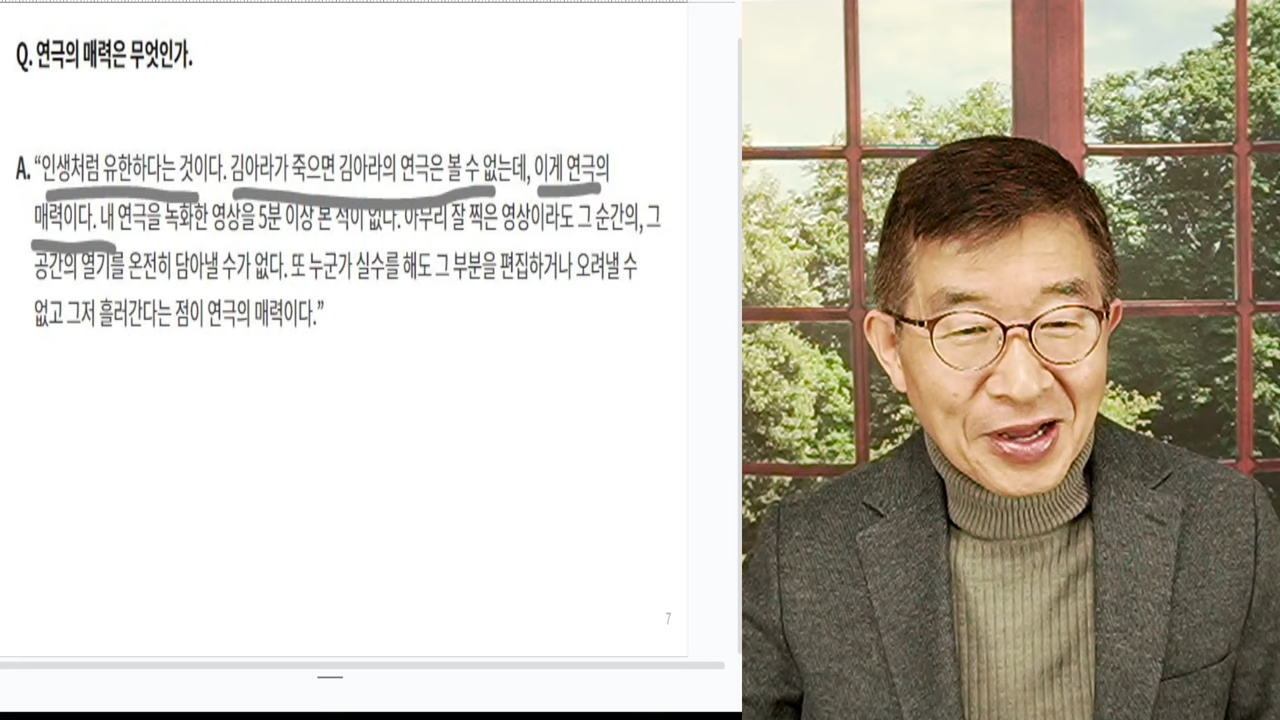 Q. 연극의 매력은 무엇인가.
A. “인생처럼 유한하다는 것이다. 김아라가 죽으면 김아라의 연극은 볼 수 없는데, 이게 연극의
매력이다. 내 연극을 녹화한 영상을 5분 이상 본 적이 없다. 아무리 잘 찍은 영상이라도 그 순간의, 그
공간의 열기를 온전히 담아낼 수가 없다. 또 누군가 실수를 해도 그 부분을 편집하거나 오려낼 수
없고 그저 흘러간다는 점이 연극의 매력이다.”
7